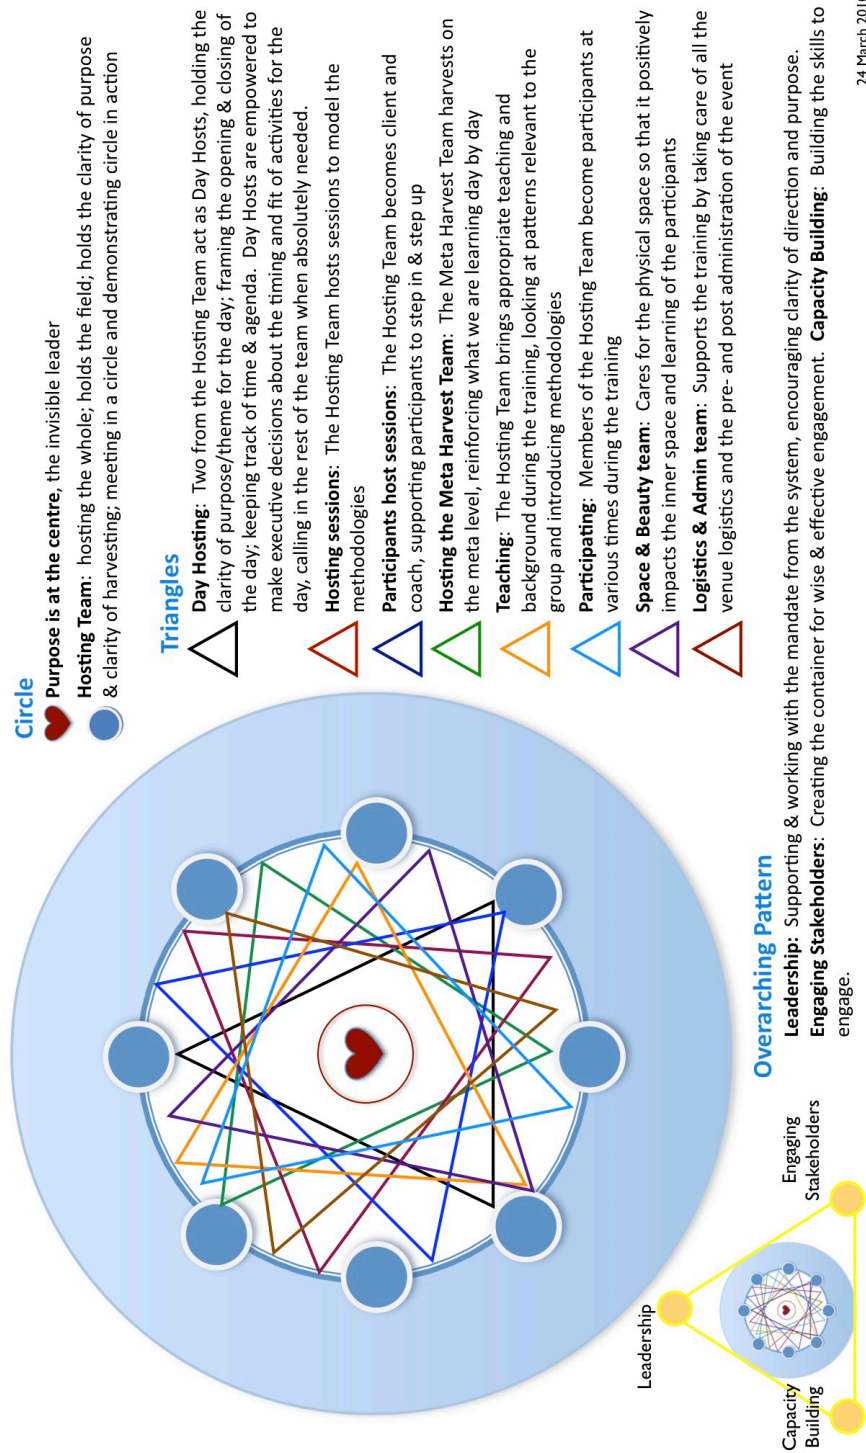 Circle
Purpose is at the centre, the invisible leader
Hosting Team: hosting the whole; holds the field; holds the clarity of purpose
& clarity of harvesting; meeting in a circle and demonstrating circle in action
Triangles
Day Hosting: Two from the Hosting Team act as Day Hosts, holding the
clarity of purpose/theme for the day; framing the opening & closing of
the day; keeping track of time & agenda. Day Hosts are empowered to
make executive decisions about the timing and fit of activities for the
day, calling in the rest of the team when absolutely needed.
Hosting sessions: The Hosting Team hosts sessions to model the
methodologies
Participants host sessions: The Hosting Team becomes client and
coach, supporting participants to step in & step up
Hosting the Meta Harvest Team: The Meta Harvest Team harvests on
the meta level, reinforcing what we are learning day by day
Teaching: The Hosting Team brings appropriate teaching and
background during the training, looking at patterns relevant to the
group and introducing methodologies
Participating: Members of the Hosting Team become participants at
various times during the training
Space & Beauty team: Cares for the physical space so that it positively
impacts the inner space and learning of the participants
Logistics & Admin team: Supports the training by taking care of all the
venue logistics and the pre- and post administration of the event
Leadership
Capacity
Building
Engaging
Stakeholders
Overarching Pattern
Leadership: Supporting & working with the mandate from the system, encouraging clarity of direction and purpose.
Engaging Stakeholders: Creating the container for wise & effective engagement. Capacity Building: Building the skills to
engage.
24 March 2016